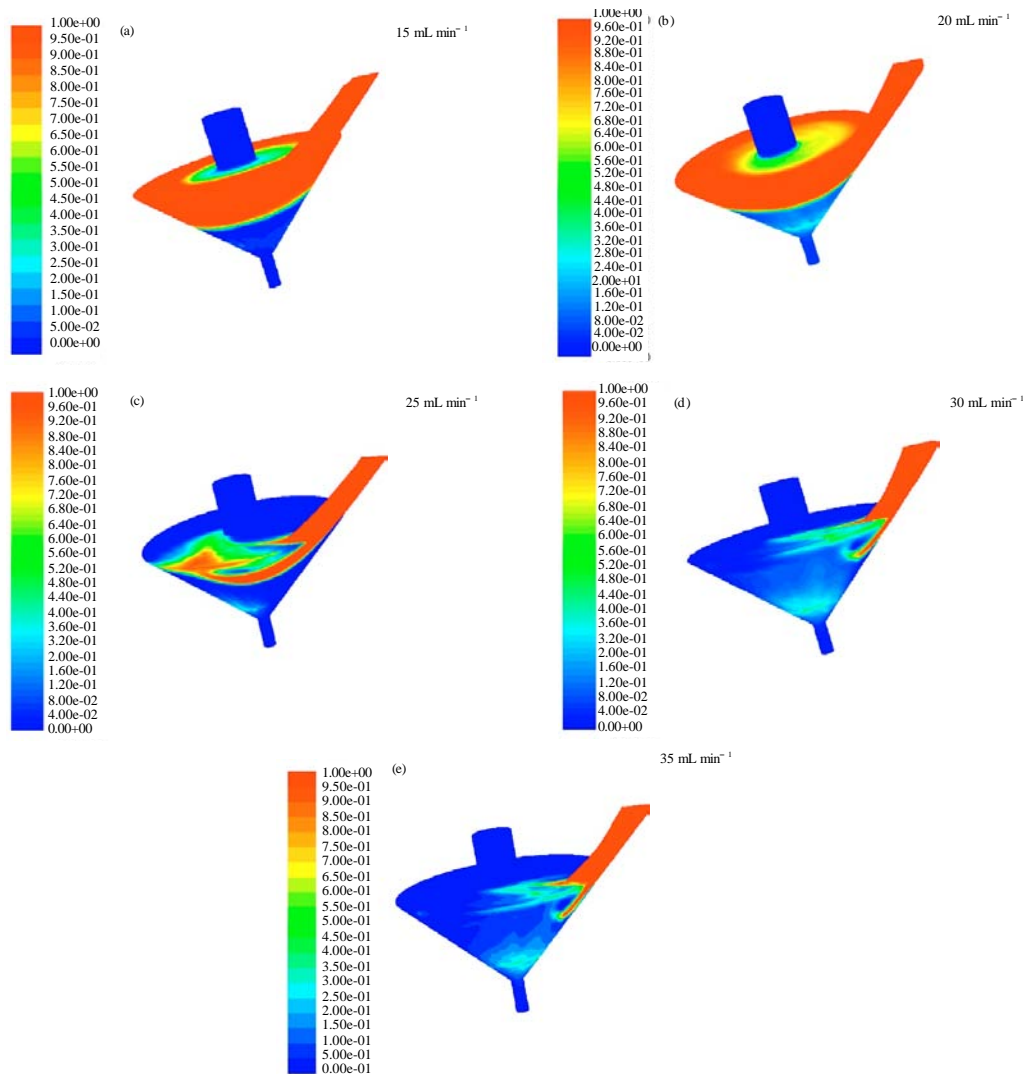 (a)
15 mL min⁻¹
1.00e+00
9.50e-01
9.00e-01
8.50e-01
8.00e-01
7.50e-01
7.00e-01
6.50e-01
6.00e-01
5.50e-01
5.00e-01
4.50e-01
4.00e-01
3.50e-01
3.00e-01
2.50e-01
2.00e-01
1.50e-01
1.00e-01
5.00e-02
0.00e+00
(b)
20 mL min⁻¹
1.00e+00
9.60e-01
9.20e-01
8.80e-01
8.40e-01
8.00e-01
7.60e-01
6.80e-01
6.40e-01
6.00e-01
5.60e-01
5.20e-01
4.80e-01
4.40e-01
4.00e-01
3.60e-01
3.20e-01
2.80e-01
2.40e-01
2.00e+01
1.60e-01
8.00e-02
4.00e-02
0.00e+00
(c)
25 mL min⁻¹
1.00e+00
9.60e-01
9.20e-01
8.80e-01
8.40e-01
8.00e-01
7.60e-01
7.20e-01
6.80e-01
6.40e-01
6.00e-01
5.60e-01
5.20e-01
4.80e-01
4.40e-01
4.00e-01
3.60e-01
3.20e-01
2.00e-01
1.60e-01
1.20e-01
8.00e-02
4.00e-02
0.00+00
(d)
30 mL min⁻¹
1.00e+00
9.60e-01
9.20e-01
8.80e-01
8.40e-01
8.00e-01
7.60e-01
7.20e-01
6.80e-01
6.40e-01
6.00e-01
5.60e-01
5.20e-01
4.80e-01
4.40e-01
4.00e-01
3.60e-01
3.20e-01
2.00e-01
1.60e-01
1.20e-01
8.00e-02
4.00e-02
0.00e+00
(e)
35 mL min⁻¹
1.00e+00
9.50e-01
9.00e-01
8.50e-01
8.00e-01
7.50e-01
7.00e-01
6.50e-01
6.00e-01
5.50e-01
5.00e-01
4.50e-01
4.00e-01
3.50e-01
3.00e-01
2.50e-01
2.00e-01
1.50e-01
1.00e-01
5.00e-01
0.00e-01